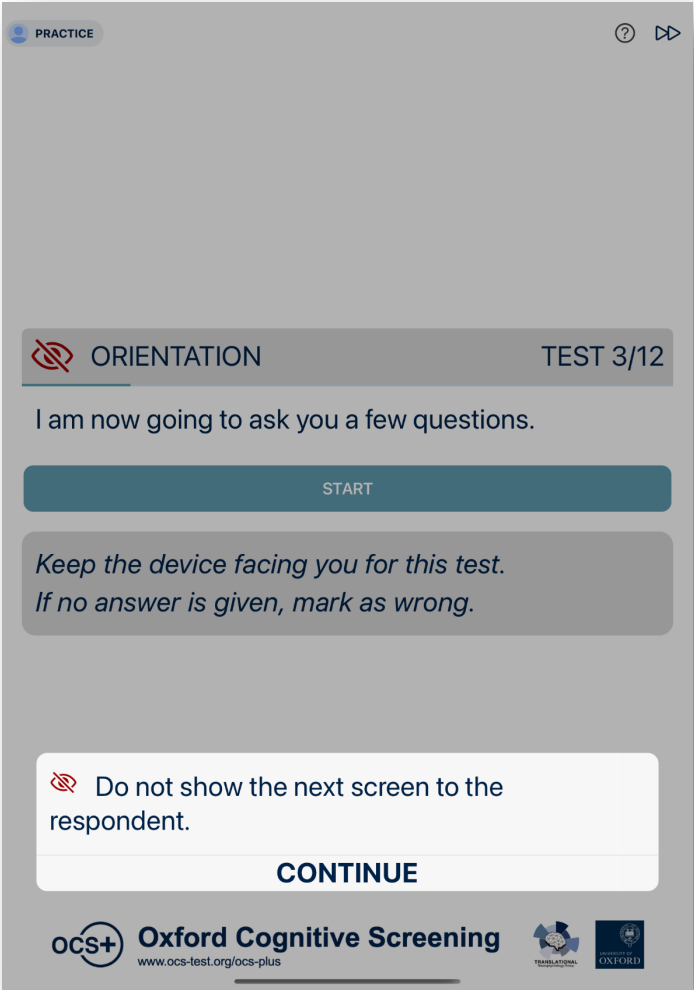 PRACTICE
ORIENTATION TEST 3/12
I am now going to ask you a few questions.
START
Keep the device facing you for this test.
If no answer is given, mark as wrong.
Do not show the next screen to the
respondent.
CONTINUE
ocs+ Oxford Cognitive Screening
www.ocs-test.org/ocs-plus
TRANSLATIONAL
Neuropsychology Group
UNIVERSITY OF
OXFORD